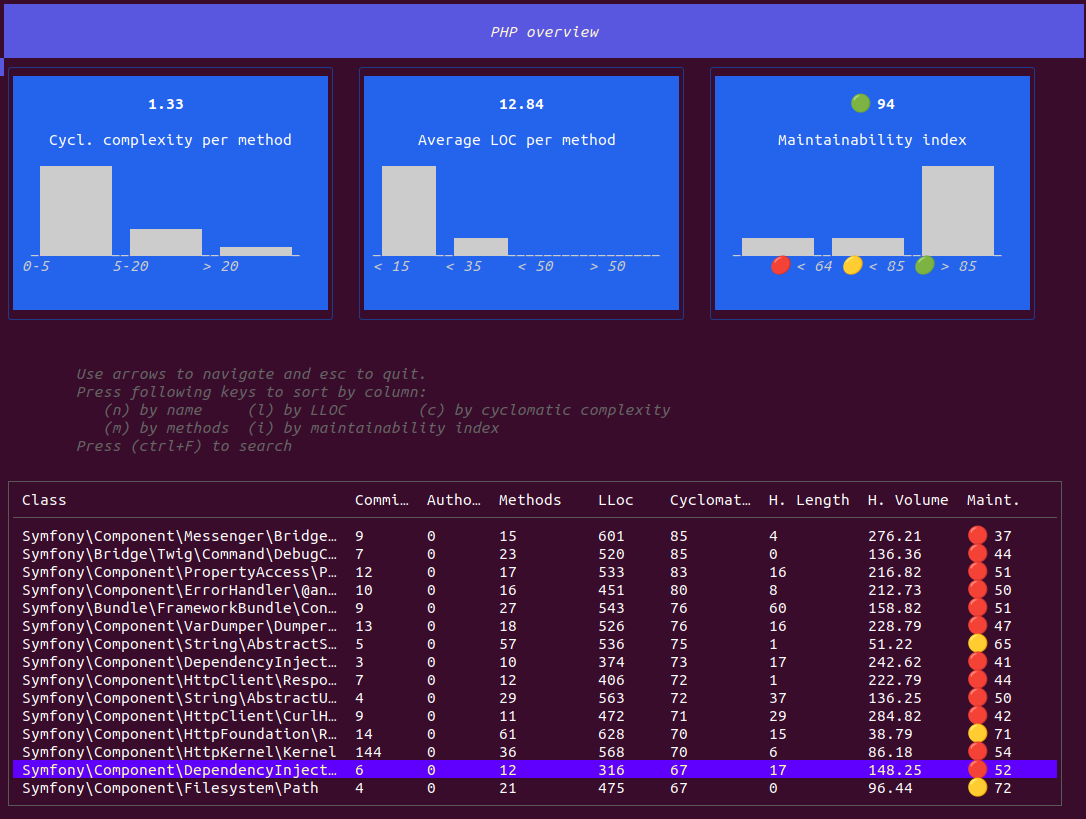 PHP overview
1.33
Cycl. complexity per method
0-5 5-20 > 20
12.84
Average LOC per method
< 15 < 35 < 50 > 50
94
Maintainability index
< 64 < 85 > 85
Use arrows to navigate and esc to quit.
Press following keys to sort by column:
(n) by name (l) by LLOC (c) by cyclomatic complexity
(m) by methods (i) by maintainability index
Press (ctrl+F) to search
Class Commi… Autho… Methods LLoc Cyclomat… H. Length H. Volume Maint.
Symfony\Component\Messenger\Bridge… 9 0 15 601 85 4 276.21 37
Symfony\Bridge\Twig\Command\DebugC… 7 0 23 520 85 0 136.36 44
Symfony\Component\PropertyAccess\P… 12 0 17 533 83 16 216.82 51
Symfony\Component\ErrorHandler\@an… 10 0 16 451 80 8 212.73 50
Symfony\Bundle\FrameworkBundle\Con… 9 0 27 543 76 60 158.82 51
Symfony\Component\VarDumper\Dumper… 13 0 18 526 76 16 228.79 47
Symfony\Component\String\AbstractS… 5 0 57 536 75 1 51.22 65
Symfony\Component\DependencyInject… 3 0 10 374 73 17 242.62 41
Symfony\Component\HttpClient\Respo… 7 0 12 406 72 1 222.79 44
Symfony\Component\String\AbstractU… 4 0 29 563 72 37 136.25 50
Symfony\Component\HttpClient\CurlH… 9 0 11 472 71 29 284.82 42
Symfony\Component\HttpFoundation\R… 14 0 61 628 70 15 38.79 71
Symfony\Component\HttpKernel\Kernel 144 0 36 568 70 6 86.18 54
Symfony\Component\DependencyInject… 6 0 12 316 67 17 148.25 52
Symfony\Component\Filesystem\Path 4 0 21 475 67 0 96.44 72